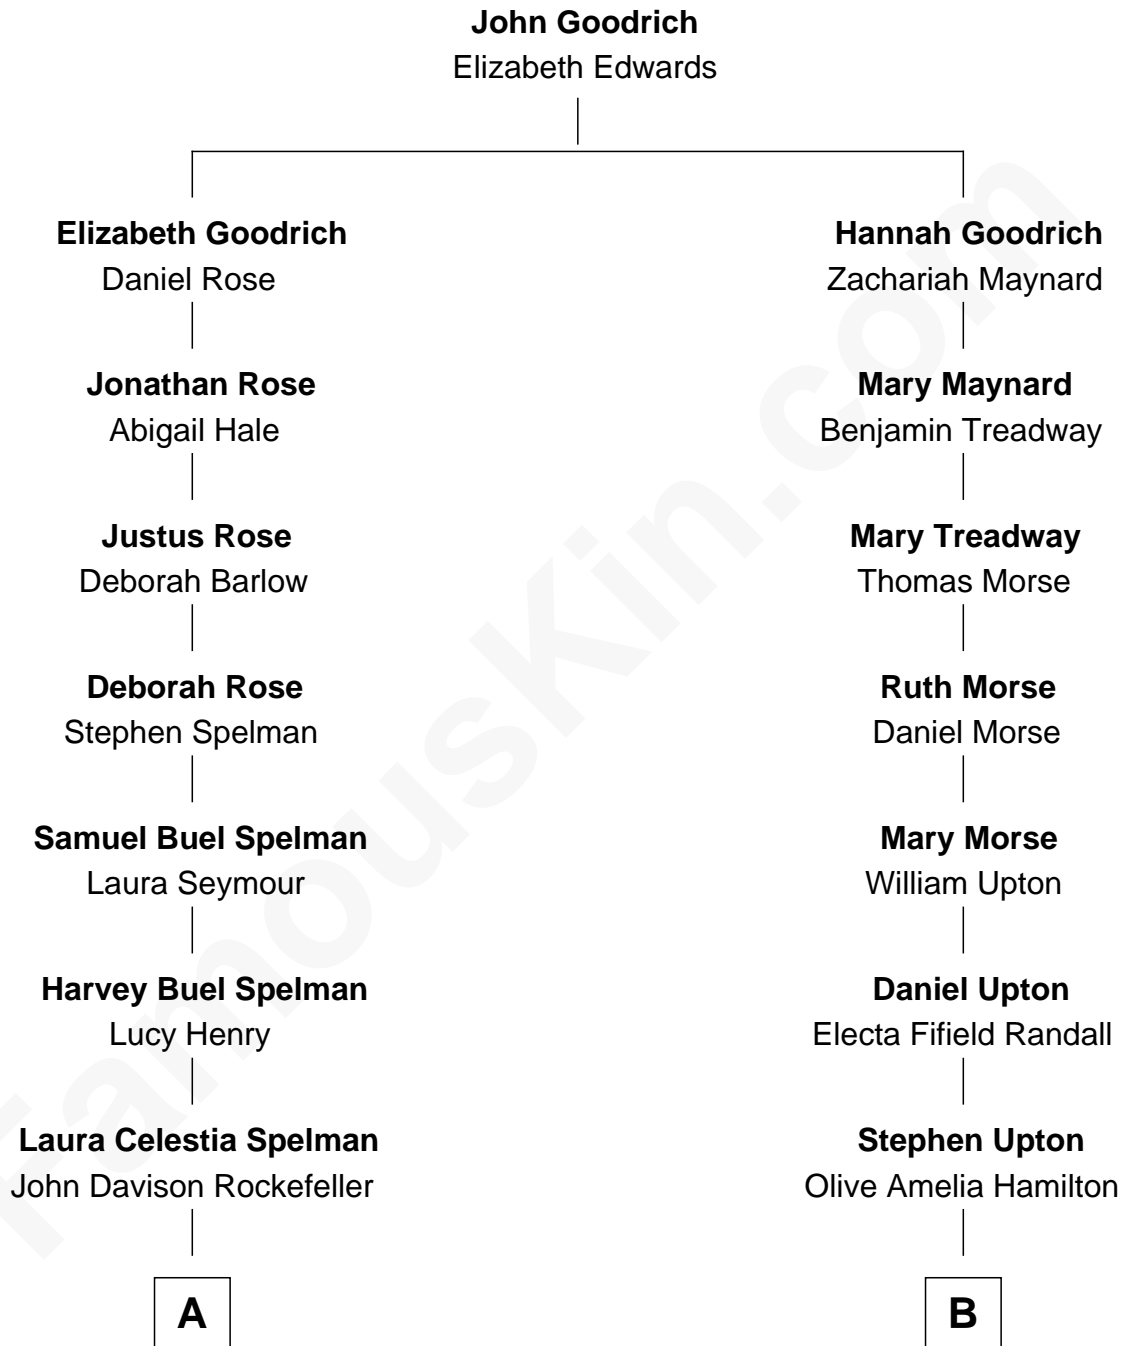 John Goodrich
Elizabeth Edwards
Elizabeth Goodrich
Daniel Rose
Hannah Goodrich
Zachariah Maynard
Jonathan Rose
Abigail Hale
Mary Maynard
Benjamin Treadway
Justus Rose
Deborah Barlow
Mary Treadway
Thomas Morse
Deborah Rose
Stephen Spelman
Ruth Morse
Daniel Morse
Samuel Buel Spelman
Laura Seymour
Mary Morse
William Upton
Harvey Buel Spelman
Lucy Henry
Daniel Upton
Electa Fifield Randall
Laura Celestia Spelman
John Davison Rockefeller
Stephen Upton
Olive Amelia Hamilton
A
B
FamousKin.com